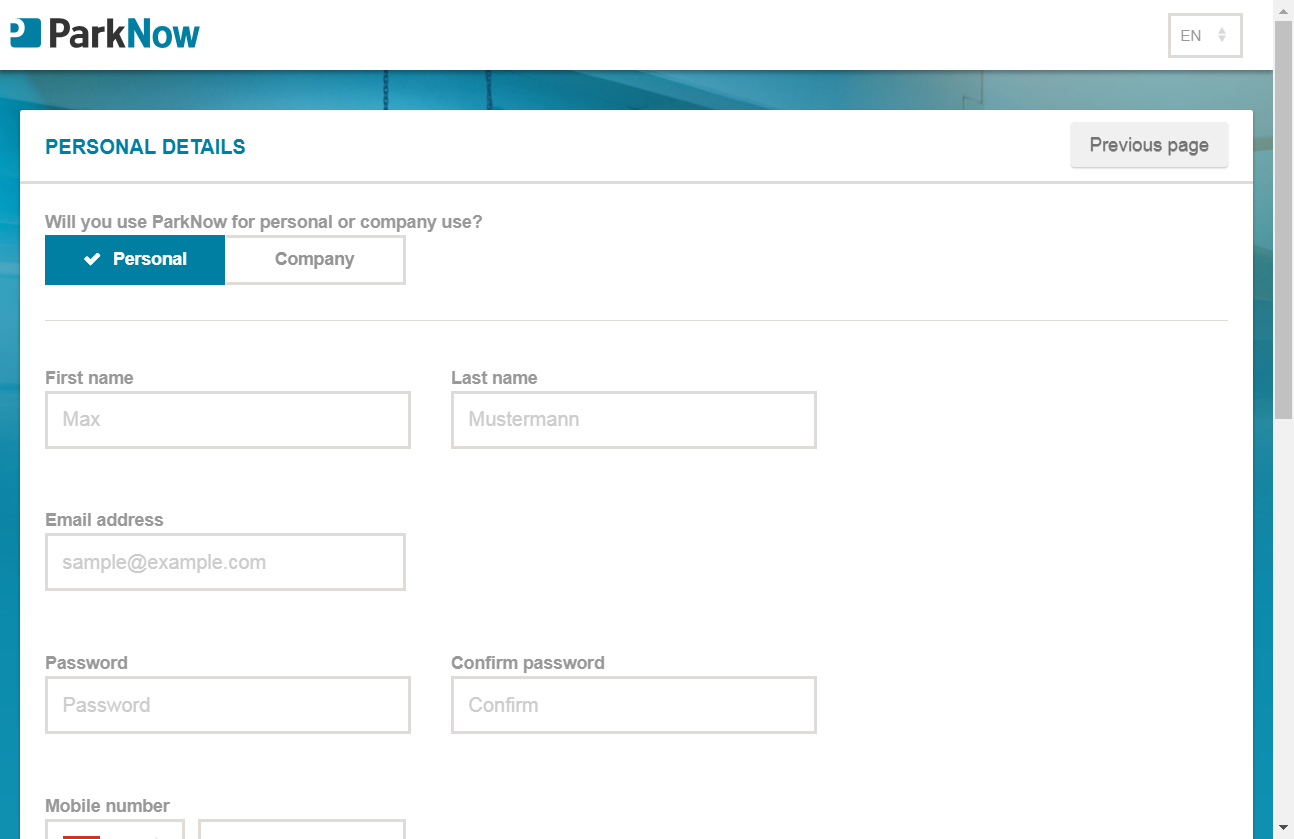 ParkNow
EN
PERSONAL DETAILS
Previous page
Will you use ParkNow for personal or company use?
Personal
Company
First name
Last name
Max
Mustermann
Email address
sample@example.com
Password
Confirm password
Password
Confirm
Mobile number